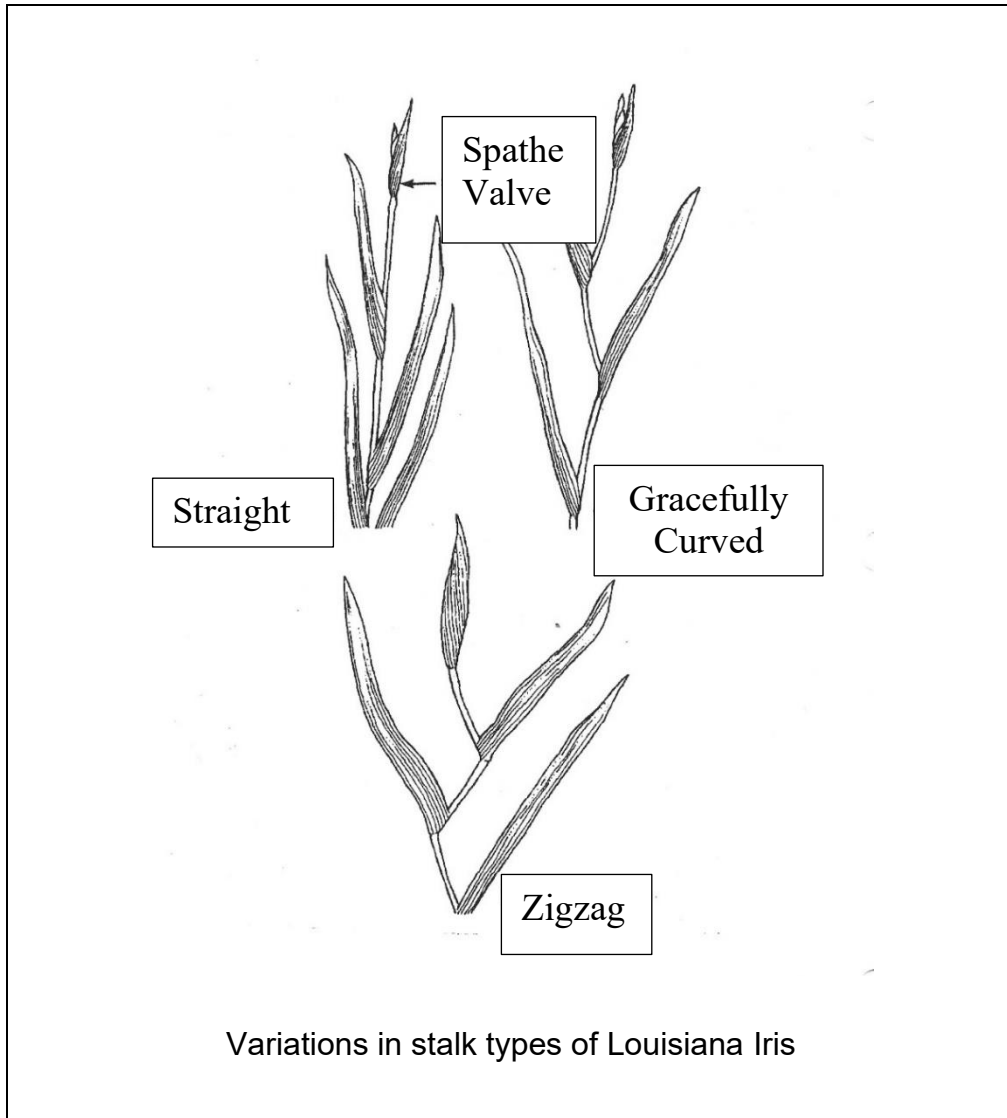 Spathe
Valve
Straight
Gracefully
Curved
Zigzag
Variations in stalk types of Louisiana Iris